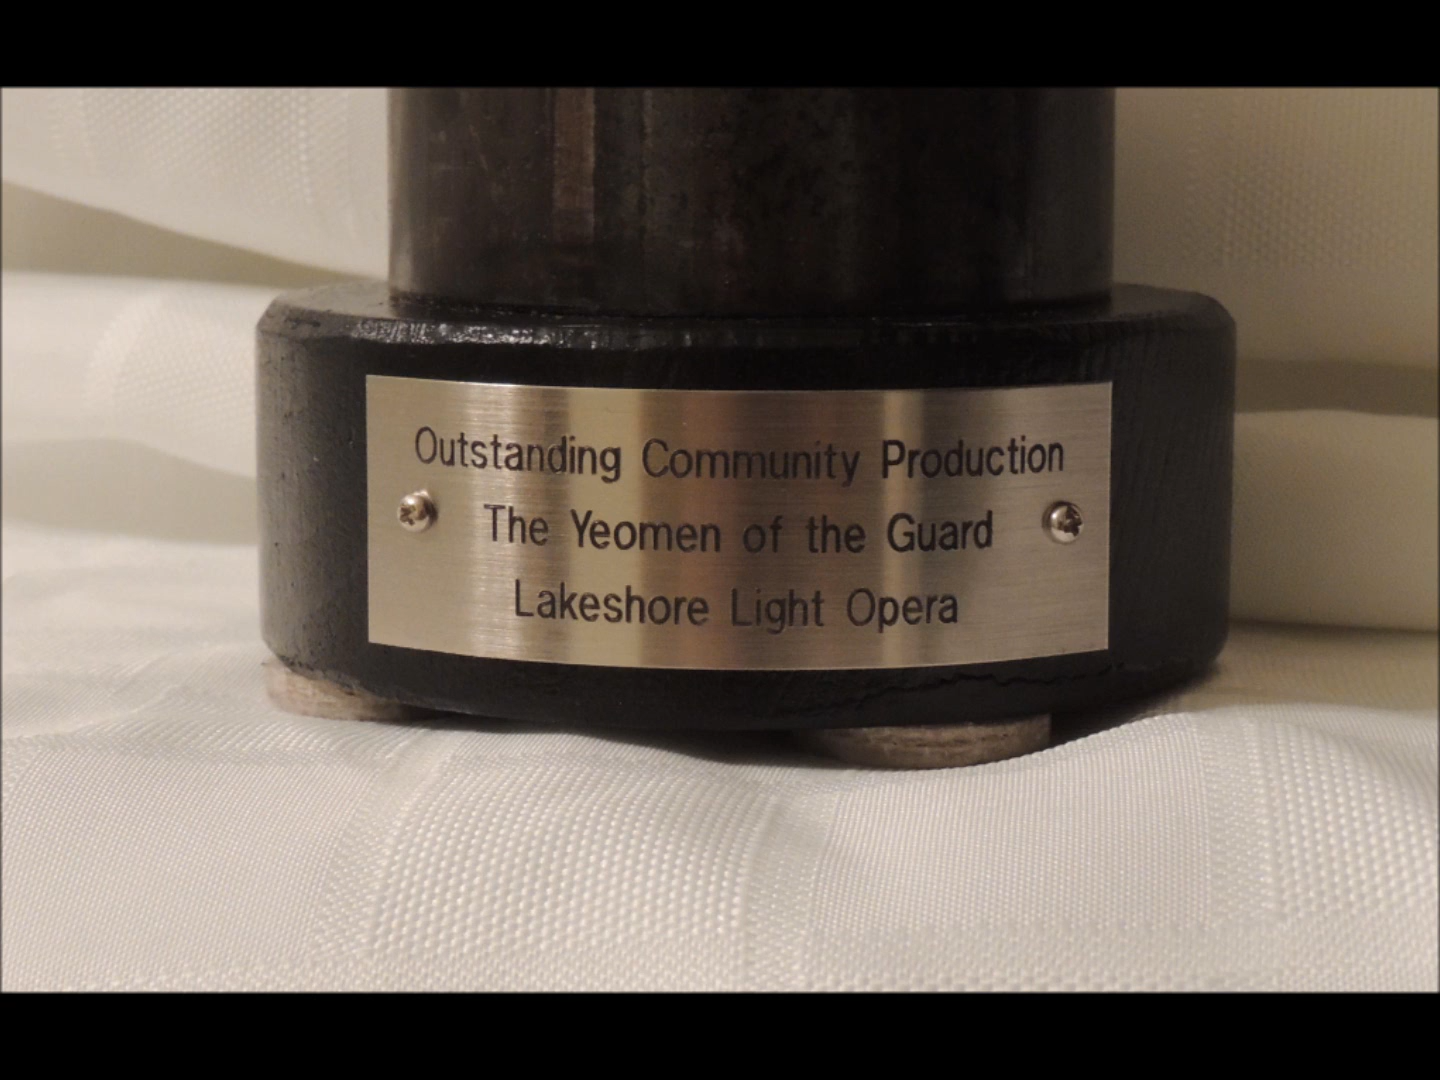 Outstanding Community Production
The Yeomen of the Guard
Lakeshore Light Opera